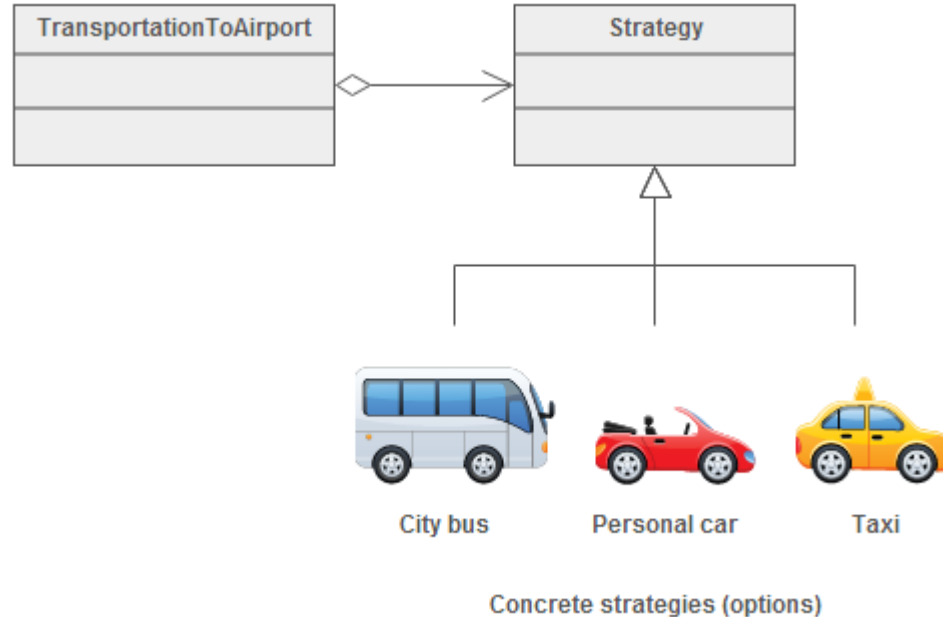 TransportationToAirport
Strategy
City bus
Personal car
Taxi
Concrete strategies (options)